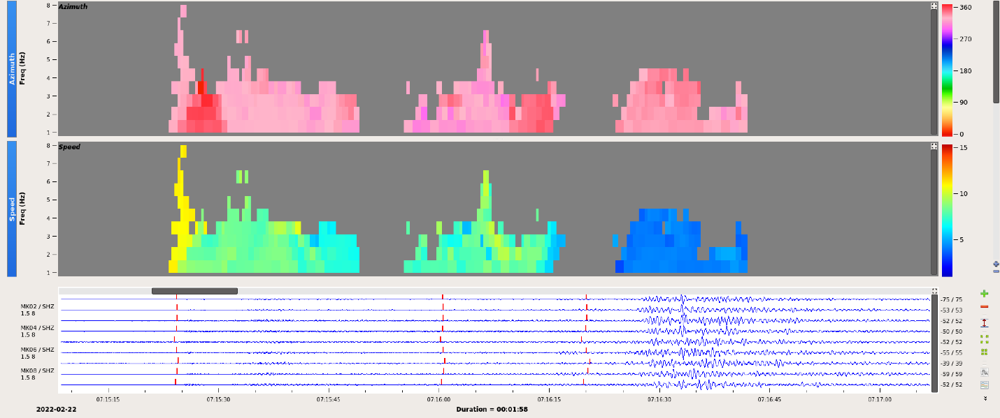 Azimuth
Azimuth
Freq (Hz)
8
7
6
5
4
3
2
1
360
270
180
90
0
Speed
Speed
Freq (Hz)
8
7
6
5
4
3
2
1
15
10
5
MK02 / SHZ
1.5 8
MK04 / SHZ
1.5 8
MK06 / SHZ
1.5 8
MK08 / SHZ
1.5 8
-75 / 75
-53 / 53
-52 / 52
-50 / 50
-52 / 52
-55 / 55
-39 / 39
-59 / 59
-52 / 52
07:15:15 07:15:30 07:15:45 07:16:00 07:16:15 07:16:30 07:16:45 07:17:00
2022-02-22 Duration = 00:01:58